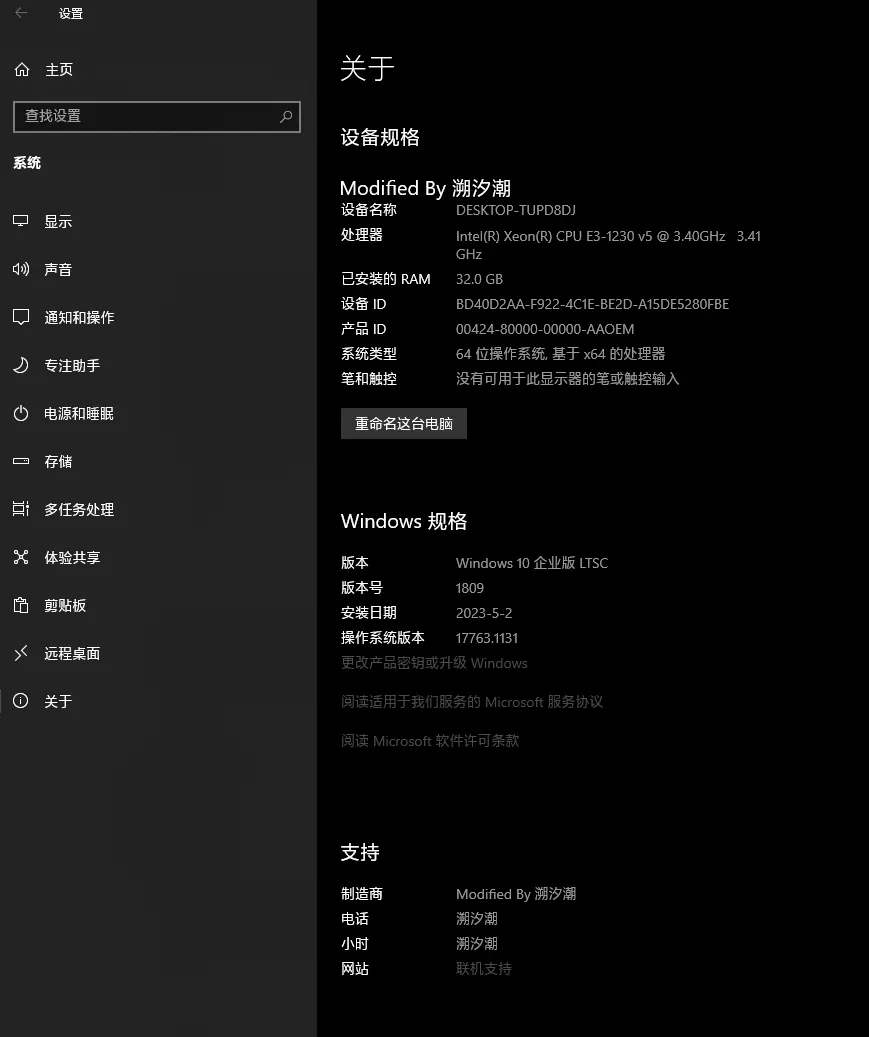 设置
主页
查找设置
系统
显示
声音
通知和操作
专注助手
电源和睡眠
存储
多任务处理
体验共享
剪贴板
远程桌面
关于
关于
设备规格
Modified By 溯汐潮
设备名称 DESKTOP-TUPD8DJ
处理器 Intel(R) Xeon(R) CPU E3-1230 v5 @ 3.40GHz 3.41
GHz
已安装的 RAM 32.0 GB
设备 ID BD40D2AA-F922-4C1E-BE2D-A15DE5280FBE
产品 ID 00424-80000-00000-AAOEM
系统类型 64 位操作系统, 基于 x64 的处理器
笔和触控 没有可用于此显示器的笔或触控输入
重命名这台电脑
Windows 规格
版本 Windows 10 企业版 LTSC
版本号 1809
安装日期 2023-5-2
操作系统版本 17763.1131
更改产品密钥或升级 Windows
阅读适用于我们服务的 Microsoft 服务协议
阅读 Microsoft 软件许可条款
支持
制造商 Modified By 溯汐潮
电话 溯汐潮
小时 溯汐潮
网站 联机支持